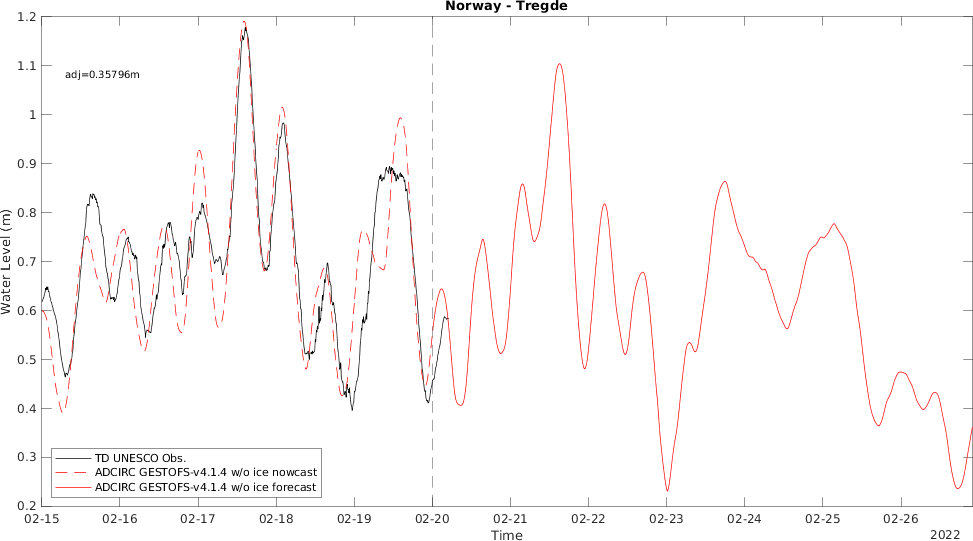 Norway - Tregde
1.2
1.1
1
0.9
0.8
0.7
0.6
0.5
0.4
0.3
0.2
Water Level (m)
adj=0.35796m
TD UNESCO Obs.
ADCIRC GESTOFS-v4.1.4 w/o ice nowcast
ADCIRC GESTOFS-v4.1.4 w/o ice forecast
02-15 02-16 02-17 02-18 02-19 02-20 02-21 02-22 02-23 02-24 02-25 02-26
Time
2022